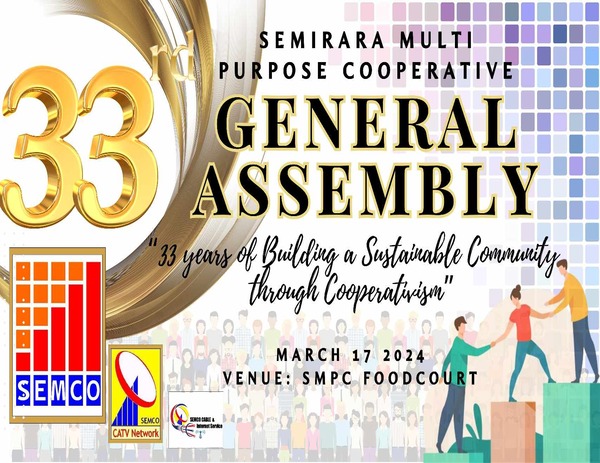 33rd
SEMIRARA MULTI
PURPOSE COOPERATIVE
GENERAL
ASSEMBLY
"33 years of Building a Sustainable Community
through Cooperativism"
MARCH 17 2024
VENUE: SMPC FOODCOURT
SEMCO
SEMCO
CATV Network
SEMCO CABLE &
Internet Service